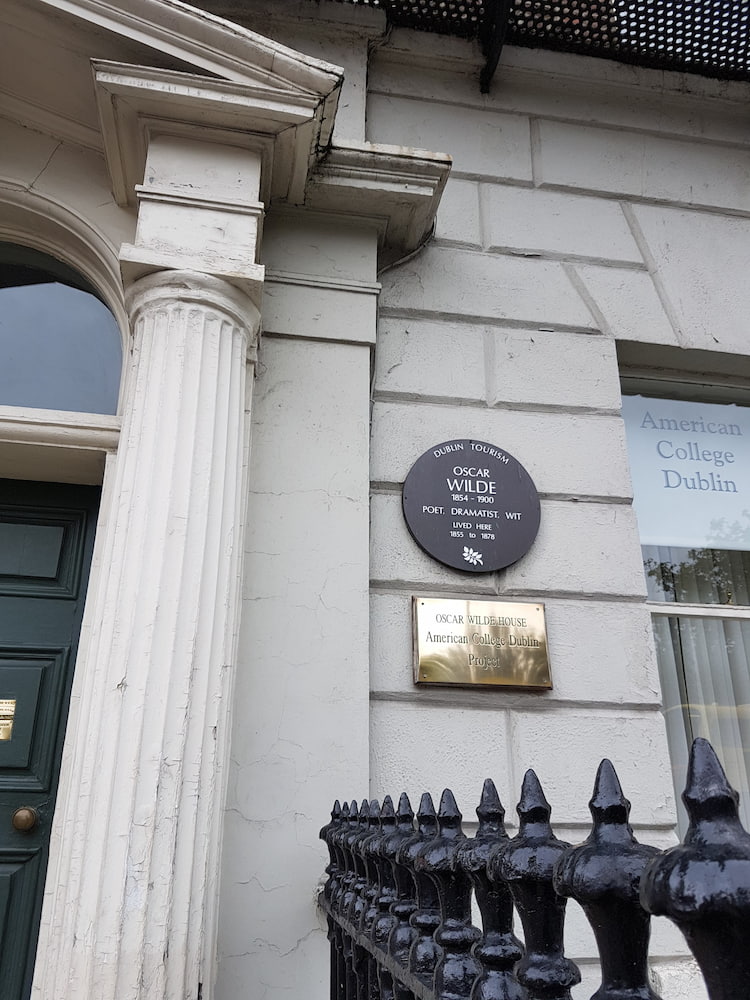 DUBLIN TOURISM
OSCAR
WILDE
1854 - 1900
POET. DRAMATIST. WIT
LIVED HERE
1855 to 1878
OSCAR WILDE HOUSE
American College Dublin
Project
American
College
Dublin